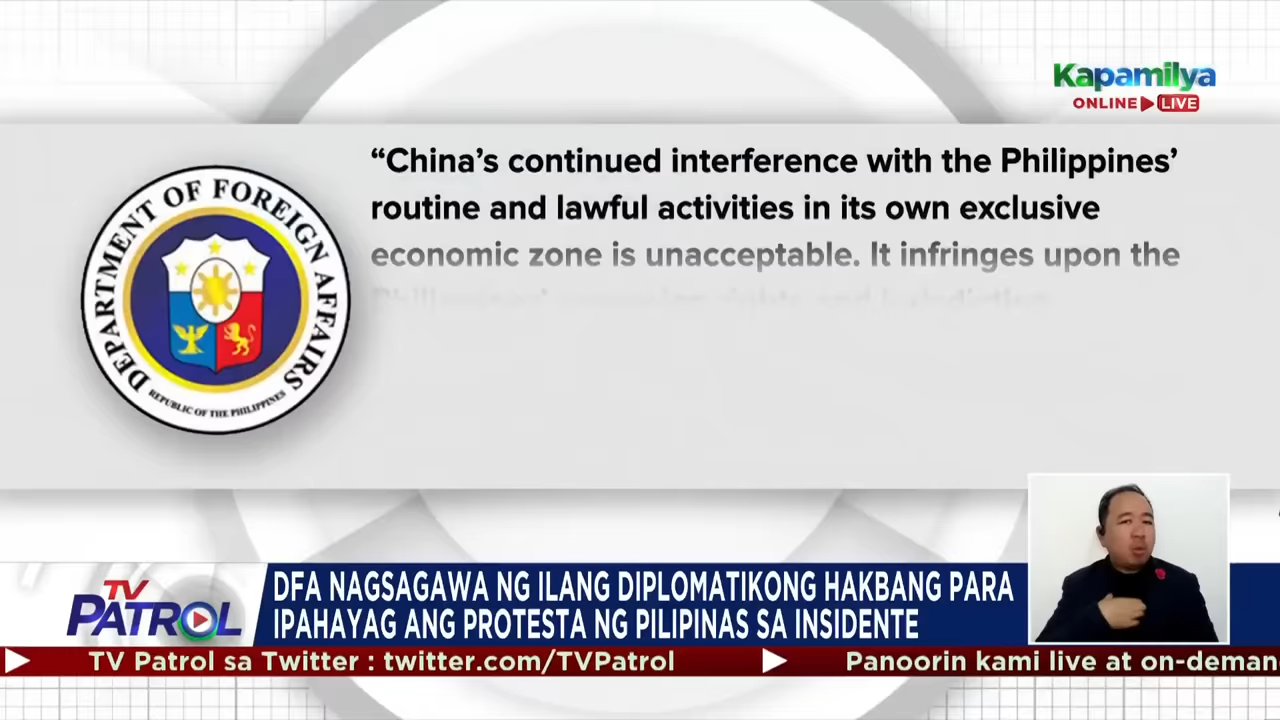 Kapamilya
ONLINE LIVE
“China’s continued interference with the Philippines’
routine and lawful activities in its own exclusive
economic zone is unacceptable. It infringes upon the
DEPARTMENT OF FOREIGN AFFAIRS
REPUBLIC OF THE PHILIPPINES
TV
PATROL
DFA NAGSAGAWA NG ILANG DIPLOMATIKONG HAKBANG PARA
IPAHAYAG ANG PROTESTA NG PILIPINAS SA INSIDENTE
TV Patrol sa Twitter : twitter.com/TVPatrol Panoorin kami live at on-deman